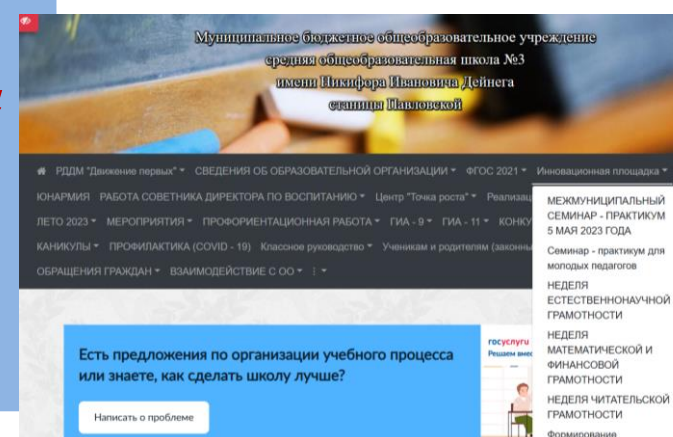 Муниципальное бюджетное общеобразовательное учреждение
средняя общеобразовательная школа №3
имени Никифора Ивановича Дейнега
станицы Павловской
РДДМ "Движение первых" СВЕДЕНИЯ ОБ ОБРАЗОВАТЕЛЬНОЙ ОРГАНИЗАЦИИ ФГОС 2021 Инновационная площадка
ЮНАРМИЯ РАБОТА СОВЕТНИКА ДИРЕКТОРА ПО ВОСПИТАНИЮ Центр "Точка роста" Реализац
ЛЕТО 2023 МЕРОПРИЯТИЯ ПРОФОРИЕНТАЦИОННАЯ РАБОТА ГИА - 9 ГИА - 11 КОНКУ
КАНИКУЛЫ ПРОФИЛАКТИКА (COVID - 19) Классное руководство Ученикам и родителям (законны
ОБРАЩЕНИЯ ГРАЖДАН ВЗАИМОДЕЙСТВИЕ С ОО
МЕЖМУНИЦИПАЛЬНЫЙ
СЕМИНАР - ПРАКТИКУМ
5 МАЯ 2023 ГОДА
Семинар - практикум для
молодых педагогов
НЕДЕЛЯ
ЕСТЕСТВЕННОНАУЧНОЙ
ГРАМОТНОСТИ
НЕДЕЛЯ
МАТЕМАТИЧЕСКОЙ И
ФИНАНСОВОЙ
ГРАМОТНОСТИ
НЕДЕЛЯ ЧИТАТЕЛЬСКОЙ
ГРАМОТНОСТИ
Формирование
Есть предложения по организации учебного процесса
или знаете, как сделать школу лучше?
Написать о проблеме
госуслуги
Решаем вмес